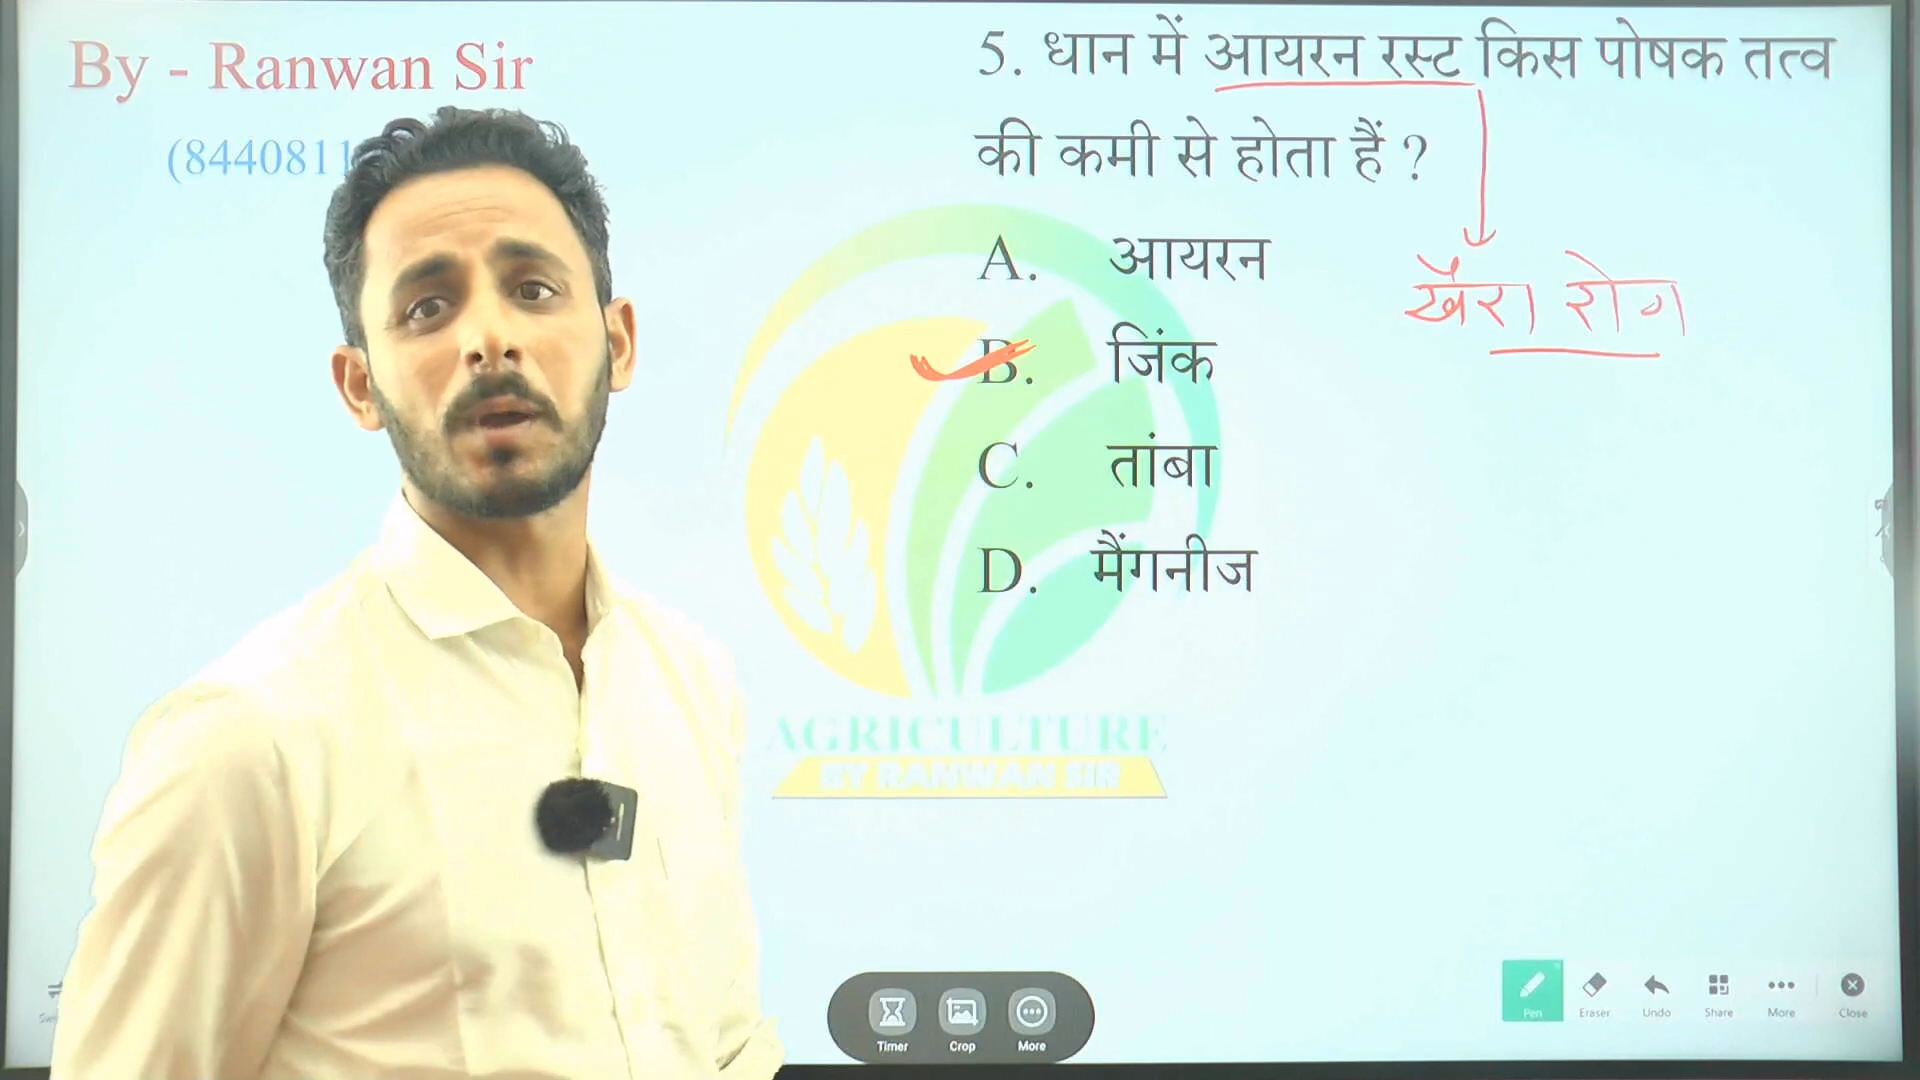 By - Ranwan Sir
(8440811
5. धान में आयरन रस्ट किस पोषक तत्व
की कमी से होता हैं ?
A. आयरन
B. जिंक
C. तांबा
D. मैंगनीज
खैरा रोग
AGRICULTURE
BY RANWAN SIR
Timer Crop More
Pen Eraser Undo Share More Close